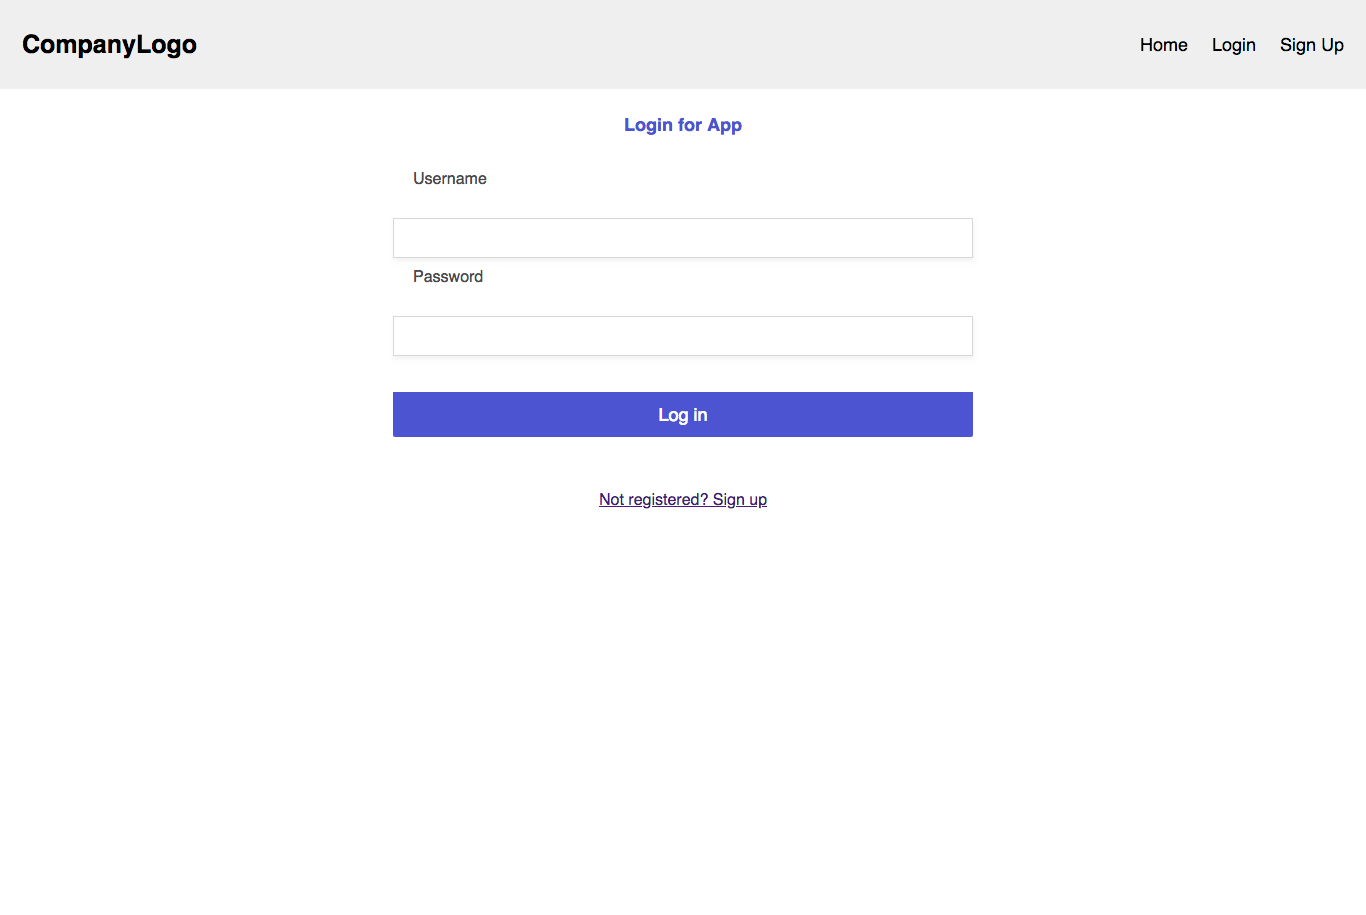 CompanyLogo
Home Login Sign Up
Login for App
Username
Password
Log in
Not registered? Sign up